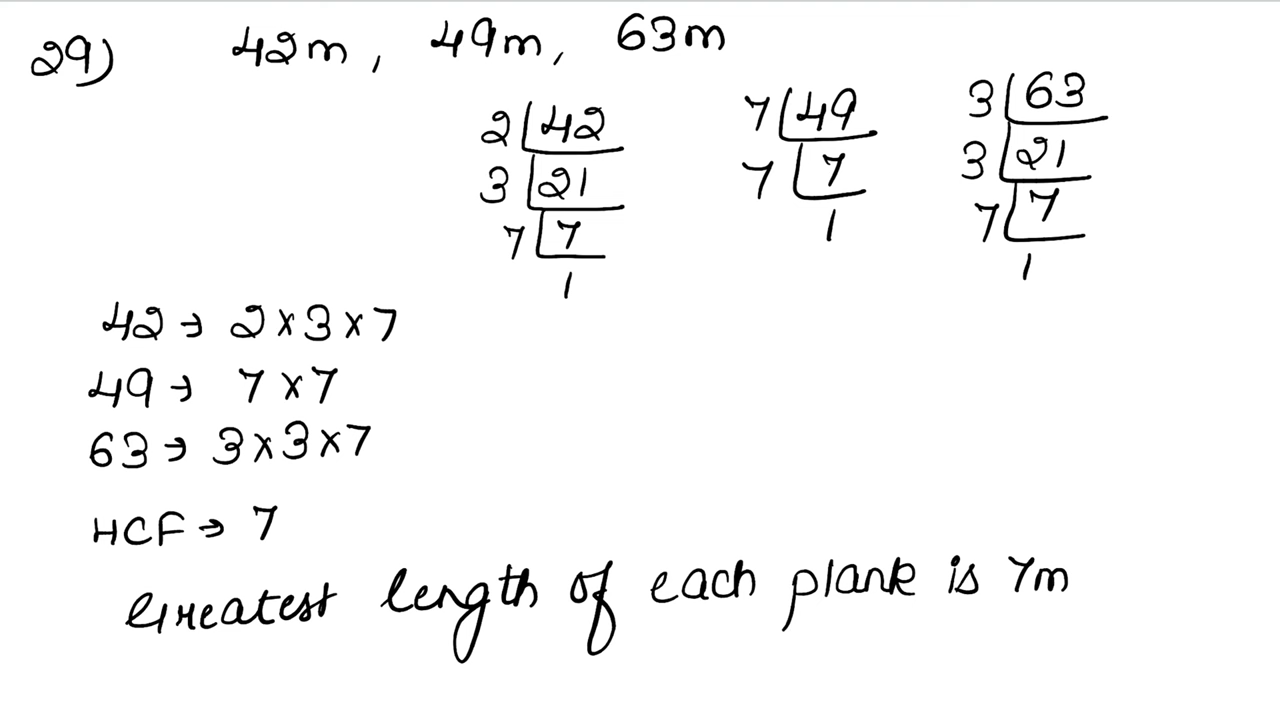 29) 42m, 49m, 63m
2 42
3 21
7 7
1
7 49
7 7
1
3 63
3 21
7 7
1
42 → 2 × 3 × 7
49 → 7 × 7
63 → 3 × 3 × 7
HCF → 7
Greatest length of each plank is 7m